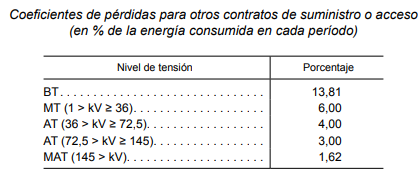 Coeficientes de pérdidas para otros contratos de suministro o acceso
(en % de la energía consumida en cada período)
Nivel de tensión Porcentaje
BT. . . . . . . . . . . . . . . . . . . . . . . . . . . . . . . . . 13,81
MT (1 > kV ≥ 36). . . . . . . . . . . . . . . . . . . . . . 6,00
AT (36 > kV ≥ 72,5). . . . . . . . . . . . . . . . . . . . 4,00
AT (72,5 > kV ≥ 145). . . . . . . . . . . . . . . . . . . 3,00
MAT (145 > kV). . . . . . . . . . . . . . . . . . . . . . . 1,62